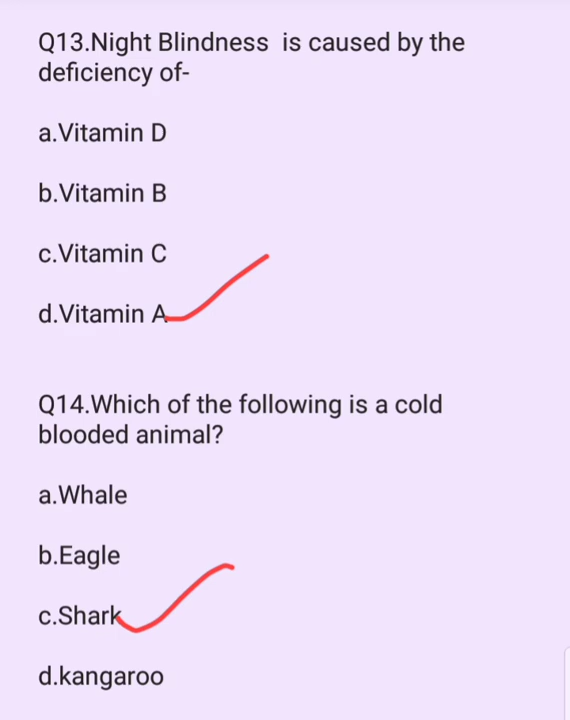 Q13.Night Blindness  is caused by the
deficiency of-
a.Vitamin D
b.Vitamin B
c.Vitamin C
d.Vitamin A
Q14.Which of the following is a cold
blooded animal?
a.Whale
b.Eagle
c.Shark
d.kangaroo